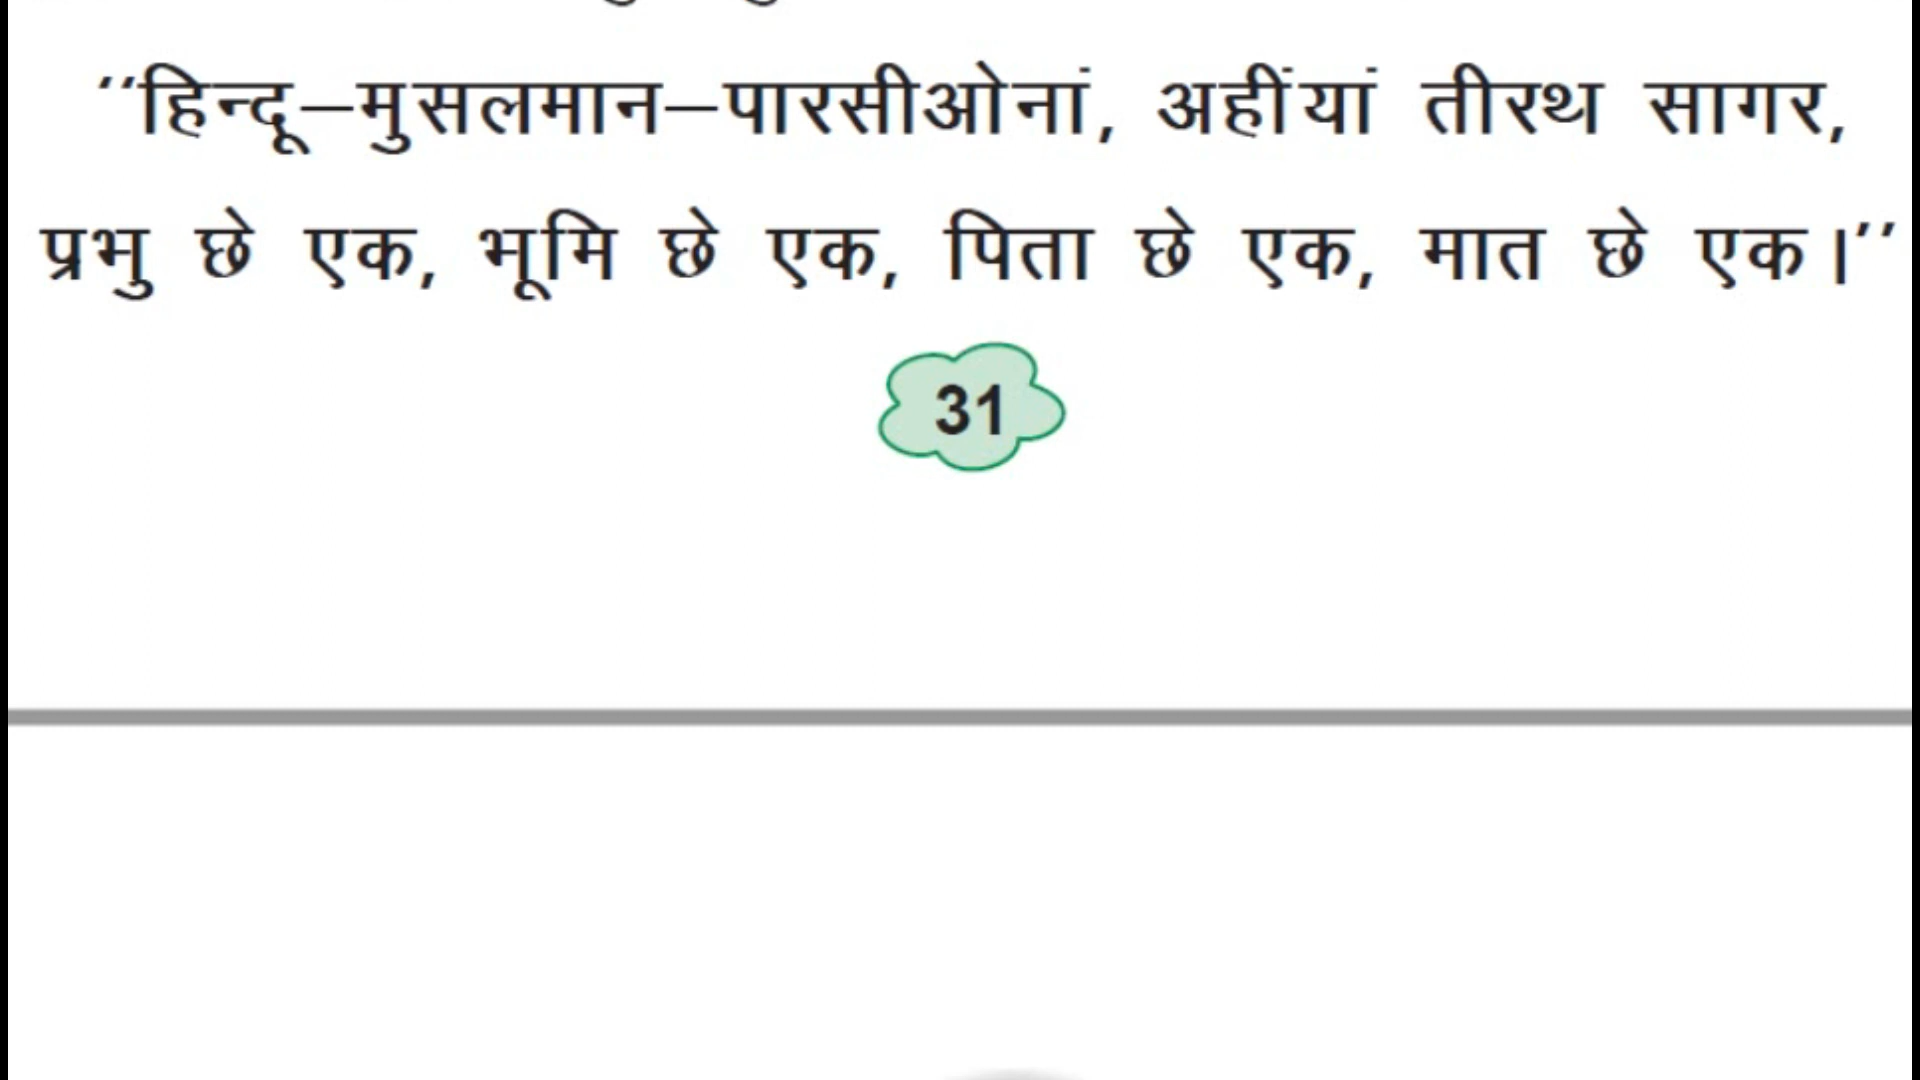 ‘‘हिन्दू–मुसलमान–पारसीओनां, अहींयां तीरथ सागर,
प्रभु छे एक, भूमि छे एक, पिता छे एक, मात छे एक।’’
31